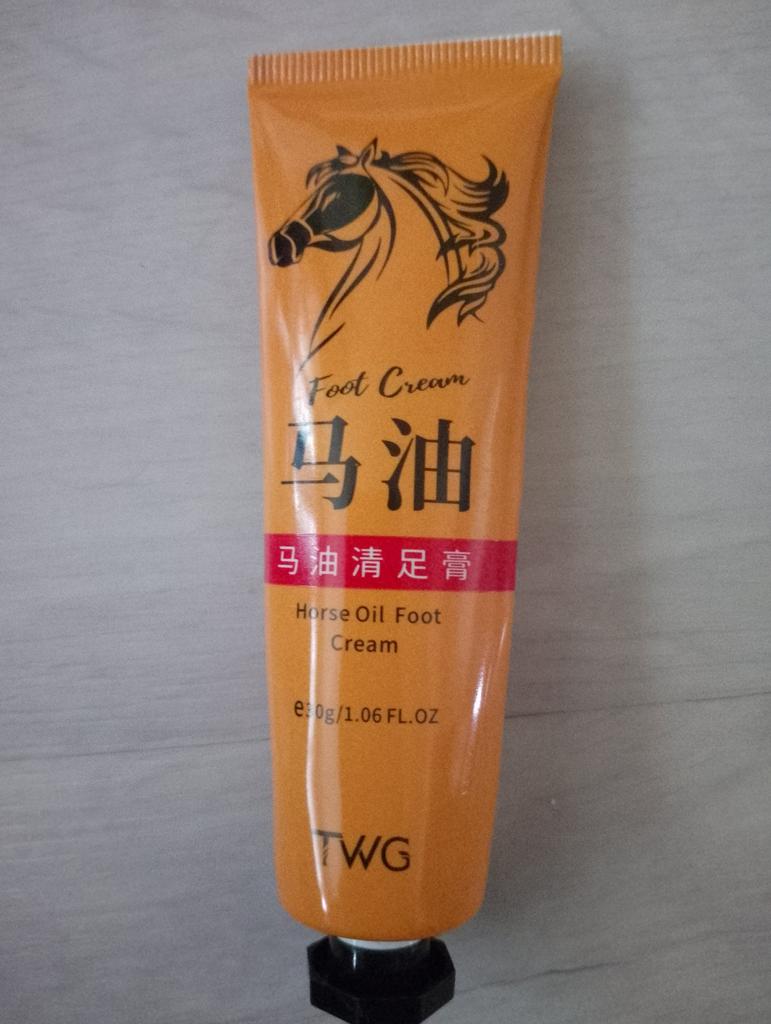 Foot Cream
马油
马油清足膏
Horse Oil Foot
Cream
e30g/1.06 FL.OZ
TWG